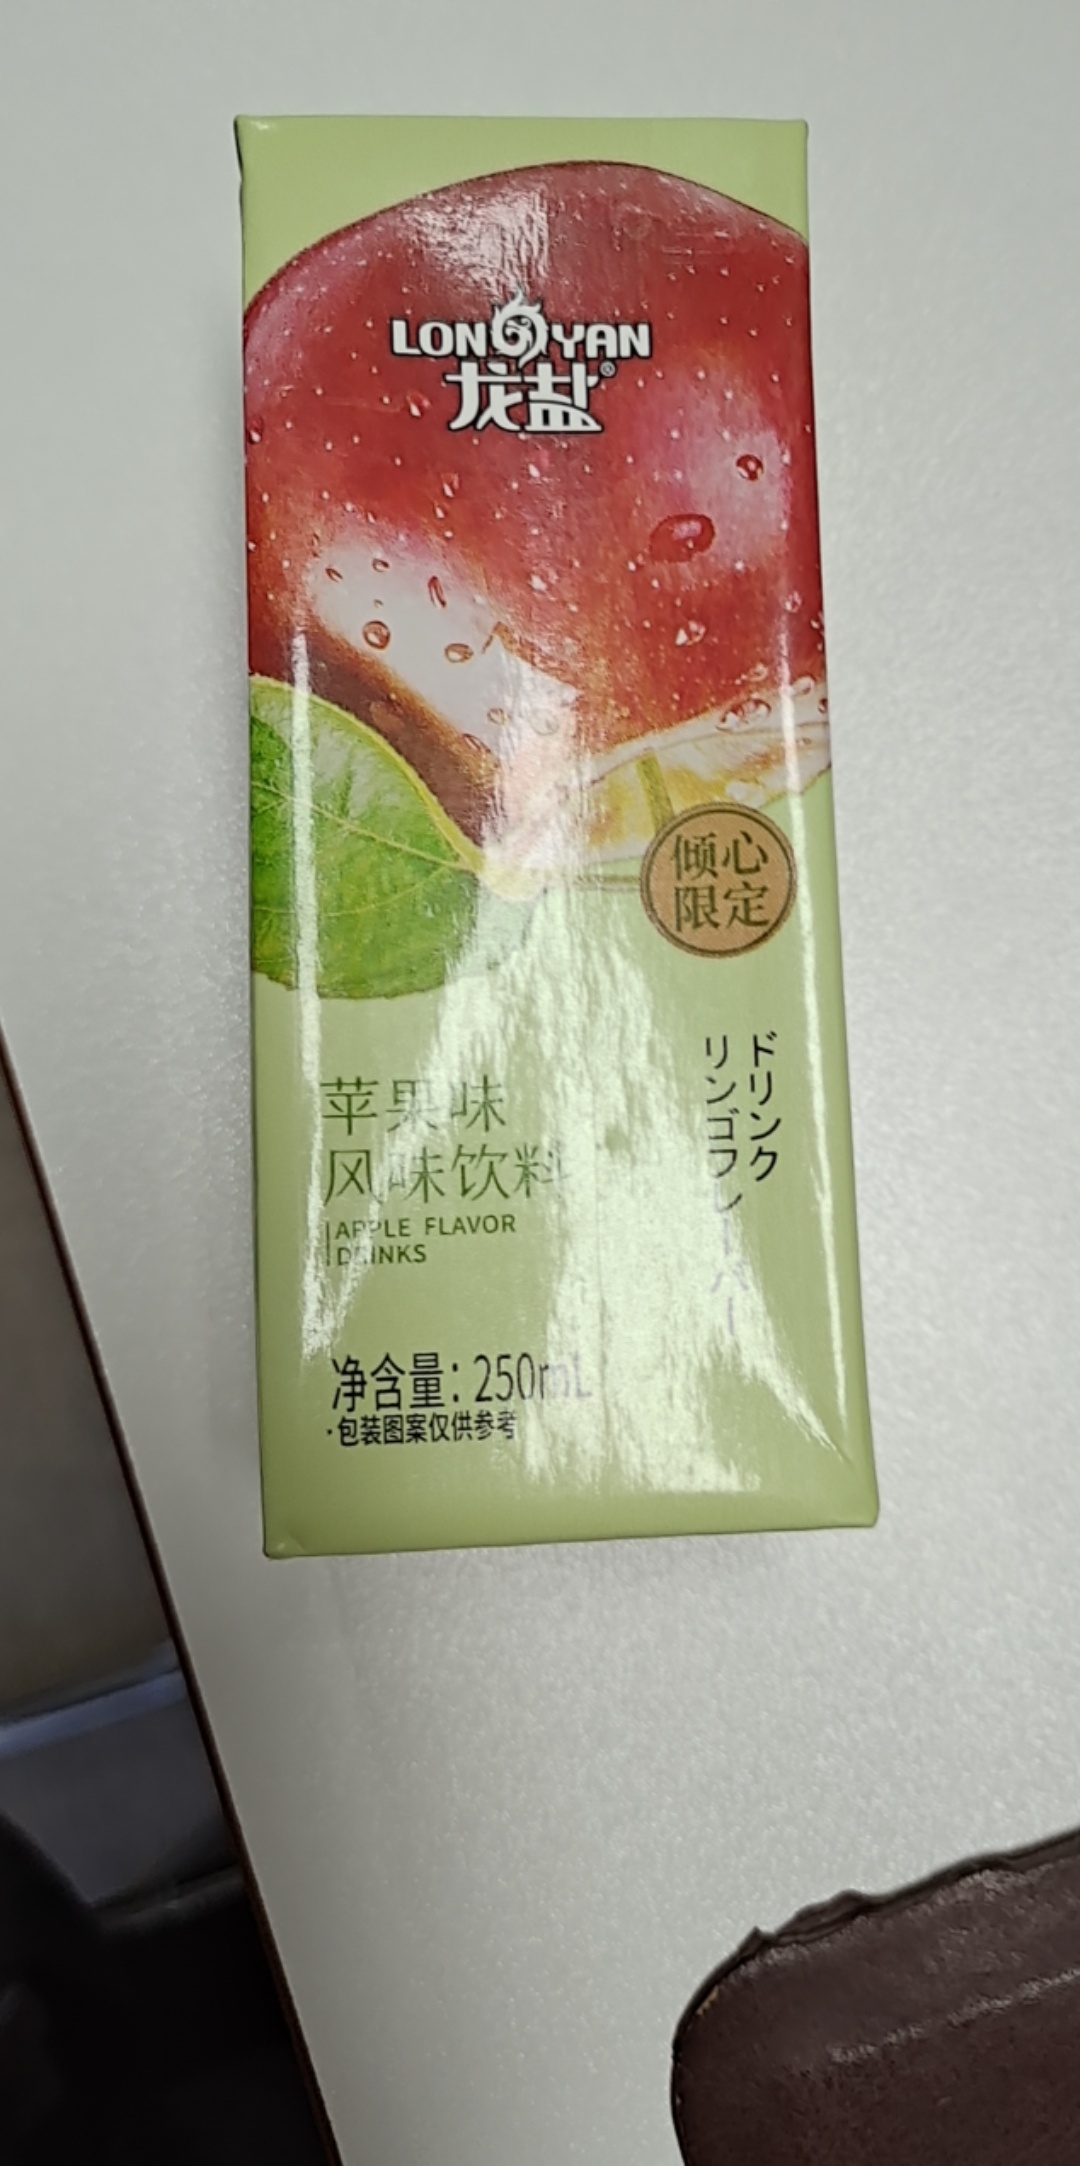 LONGYAN
龙盐®
倾心
限定
ドリンク
リンゴフレーバー
苹果味
风味饮料
APPLE FLAVOR
DRINKS
净含量：250mL
·包装图案仅供参考